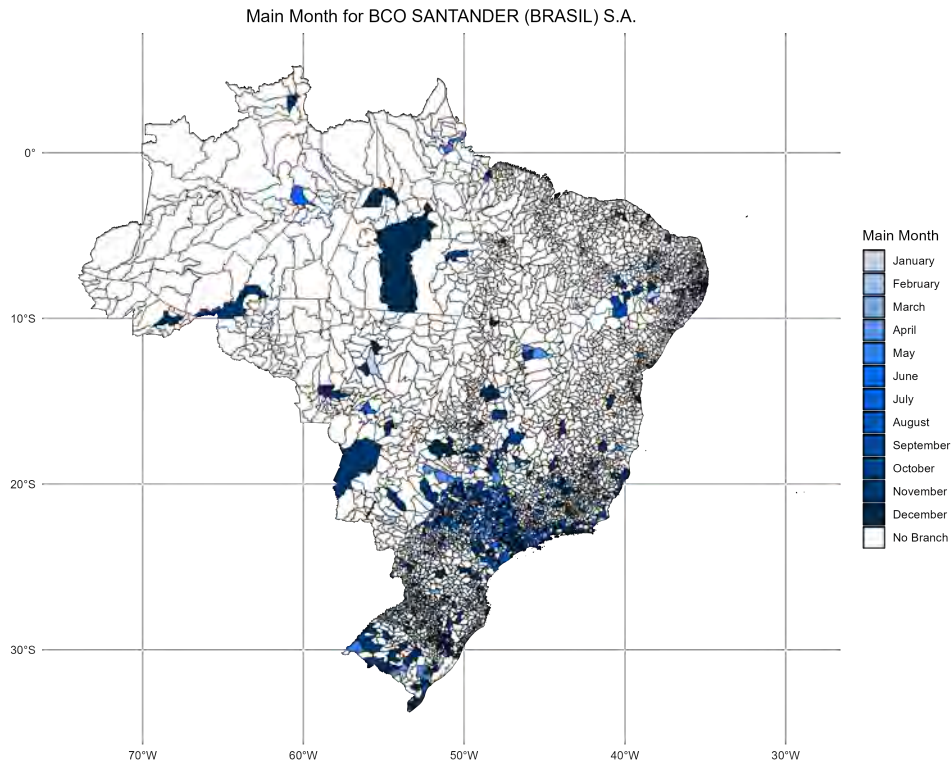 Main Month for BCO SANTANDER (BRASIL) S.A.
0°
10°S
20°S
30°S
70°W
60°W
50°W
40°W
30°W
Main Month
January
February
March
April
May
June
July
August
September
October
November
December
No Branch